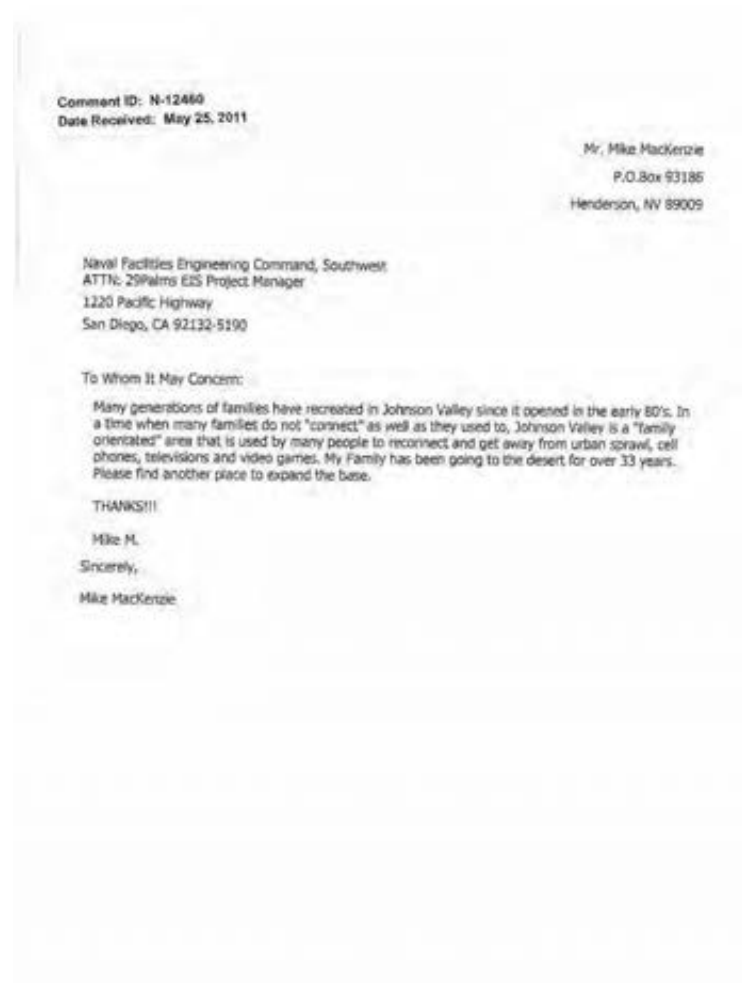 Comment ID: N-12460
Date Received: May 25, 2011
Mr. Mike MacKenzie
P.O.Box 93186
Henderson, NV 89009
Naval Facilities Engineering Command, Southwest
ATTN: 29Palms EIS Project Manager
1220 Pacific Highway
San Diego, CA 92132-5190
To Whom It May Concern:
Many generations of families have recreated in Johnson Valley since it opened in the early 80's. In
a time when many families do not "connect" as well as they used to, Johnson Valley is a "family
orientated" area that is used by many people to reconnect and get away from urban sprawl, cell
phones, televisions and video games. My Family has been going to the desert for over 33 years.
Please find another place to expand the base.
THANKS!!!
Mike M.
Sincerely,
Mike MacKenzie